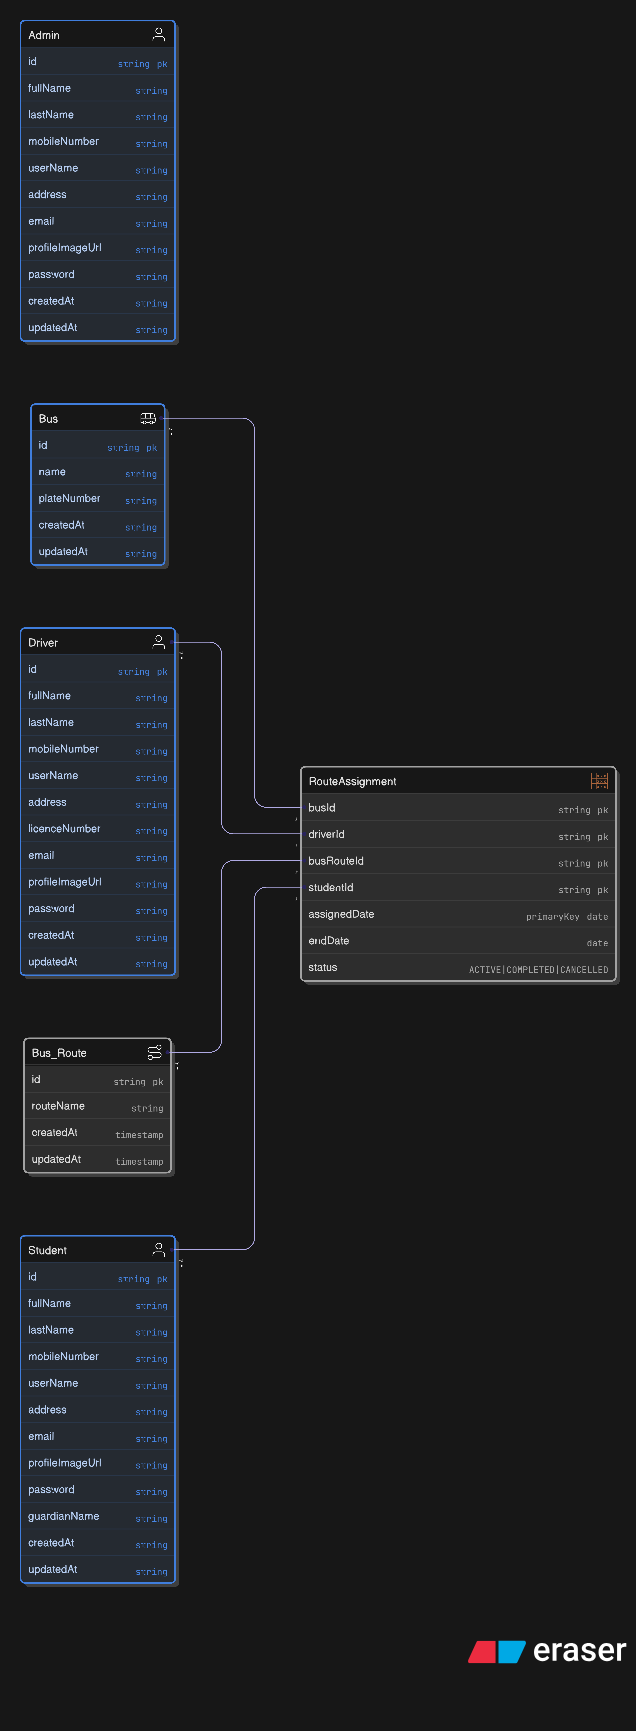 Admin
id string pk
fullName string
lastName string
mobileNumber string
userName string
address string
email string
profileImageUrl string
password string
createdAt string
updatedAt string
Bus
id string pk
name string
plateNumber string
createdAt string
updatedAt string
Driver
id string pk
fullName string
lastName string
mobileNumber string
userName string
address string
licenceNumber string
email string
profileImageUrl string
password string
createdAt string
updatedAt string
RouteAssignment
busId string pk
driverId string pk
busRouteId string pk
studentId string pk
assignedDate primaryKey date
endDate date
status ACTIVE|COMPLETED|CANCELLED
Bus_Route
id string pk
routeName string
createdAt timestamp
updatedAt timestamp
Student
id string pk
fullName string
lastName string
mobileNumber string
userName string
address string
email string
profileImageUrl string
password string
guardianName string
createdAt string
updatedAt string
eraser